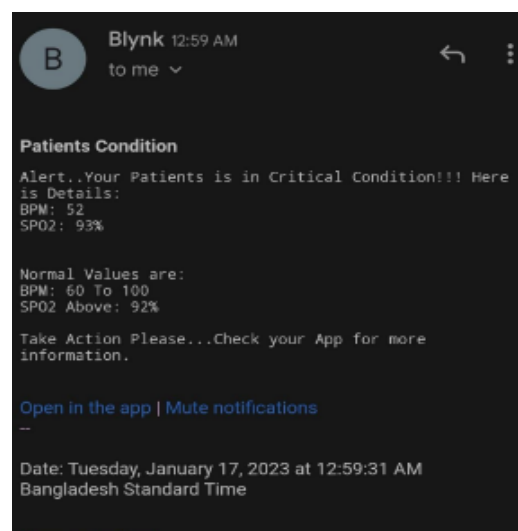 B
Blynk 12:59 AM
to me
Patients Condition
Alert..Your Patients is in Critical Condition!!! Here
is Details:
BPM: 52
SPO2: 93%
Normal Values are:
BPM: 60 To 100
SPO2 Above: 92%
Take Action Please...Check your App for more
information.
Open in the app | Mute notifications
--
Date: Tuesday, January 17, 2023 at 12:59:31 AM
Bangladesh Standard Time